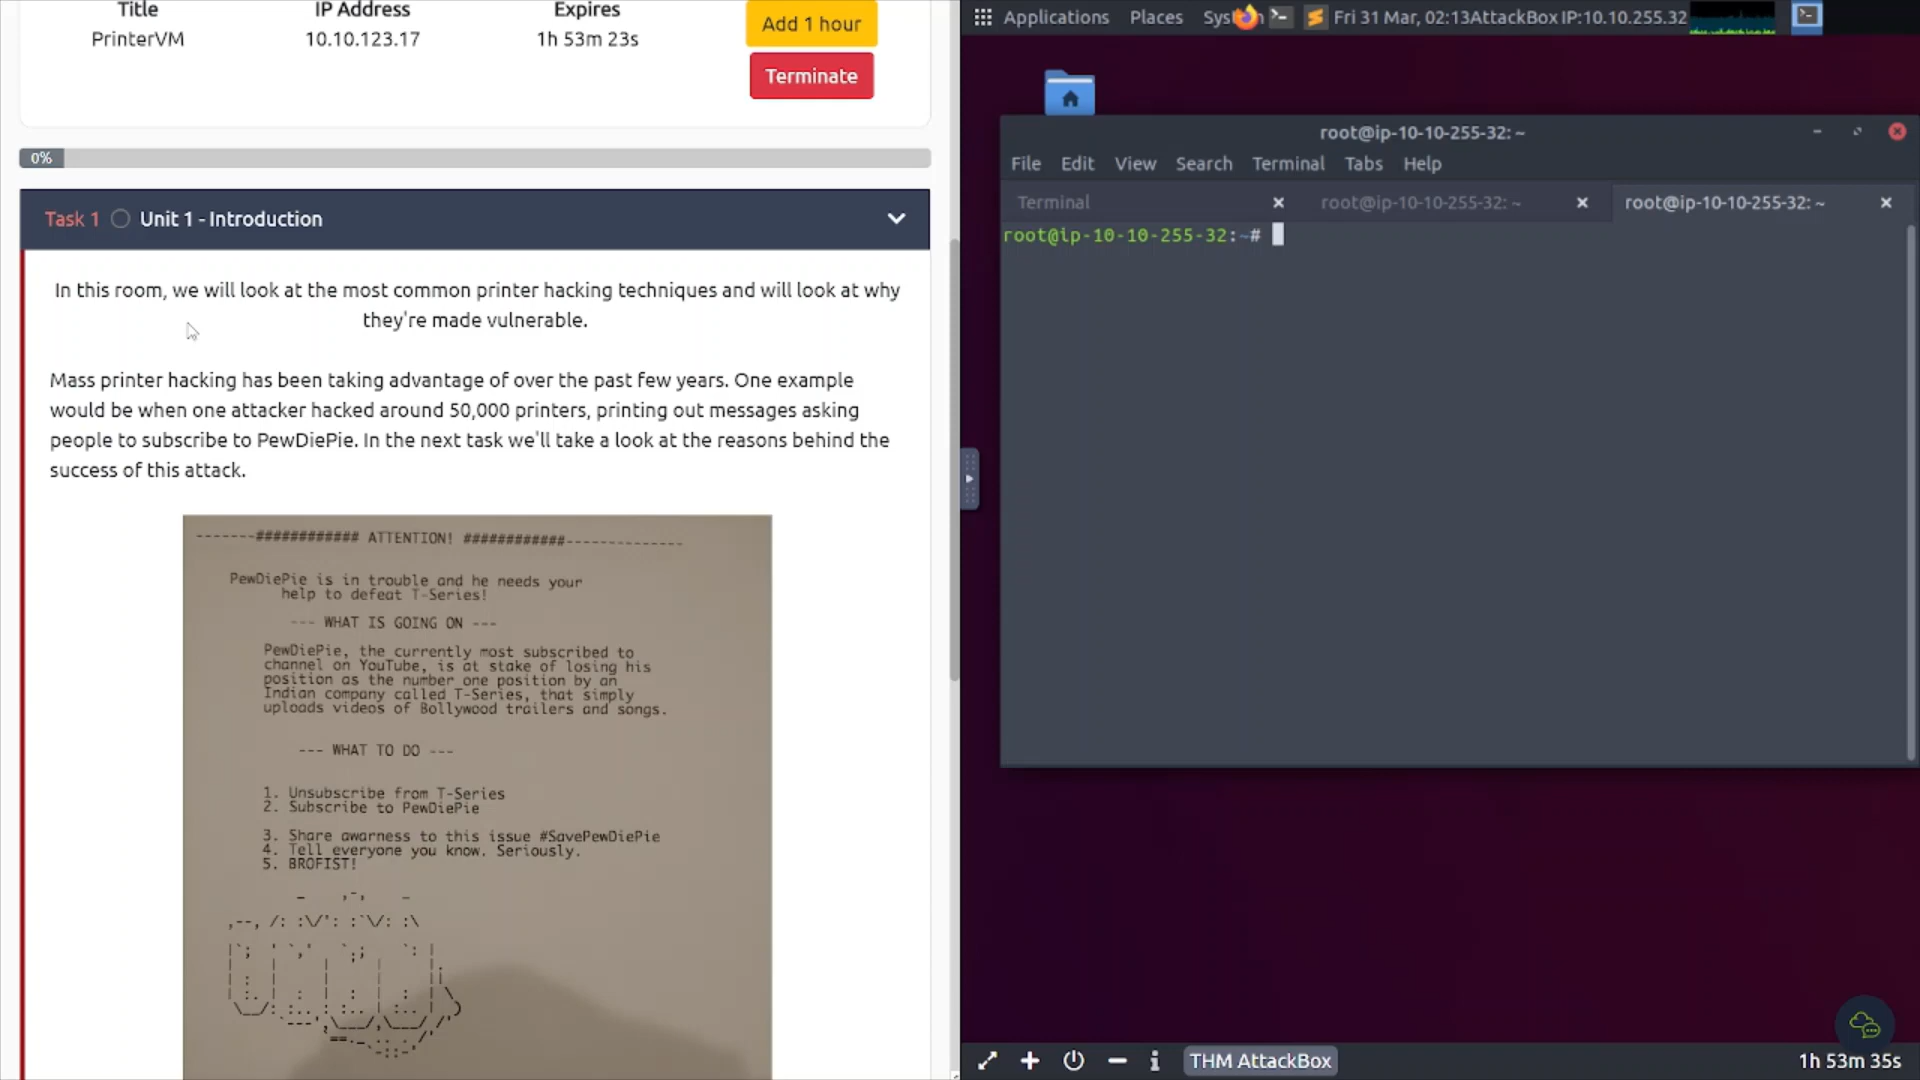 Title IP Address Expires
PrinterVM 10.10.123.17 1h 53m 23s
Add 1 hour
Terminate
0%
Task 1 Unit 1 - Introduction
In this room, we will look at the most common printer hacking techniques and will look at why
they're made vulnerable.
Mass printer hacking has been taking advantage of over the past few years. One example
would be when one attacker hacked around 50,000 printers, printing out messages asking
people to subscribe to PewDiePie. In the next task we'll take a look at the reasons behind the
success of this attack.
-------############ ATTENTION! ############--------------
PewDiePie is in trouble and he needs your
help to defeat T-Series!
--- WHAT IS GOING ON ---
PewDiePie, the currently most subscribed to
channel on YouTube, is at stake of losing his
position as the number one position by an
Indian company called T-Series, that simply
uploads videos of Bollywood trailers and songs.
--- WHAT TO DO ---
1. Unsubscribe from T-Series
2. Subscribe to PewDiePie
3. Share awarness to this issue #SavePewDiePie
4. Tell everyone you know. Seriously.
5. BROFIST!
Applications Places Sys Fri 31 Mar, 02:13 AttackBox IP:10.10.255.32
root@ip-10-10-255-32: ~
File Edit View Search Terminal Tabs Help
Terminal root@ip-10-10-255-32: ~ root@ip-10-10-255-32: ~
root@ip-10-10-255-32:~#
THM AttackBox 1h 53m 35s